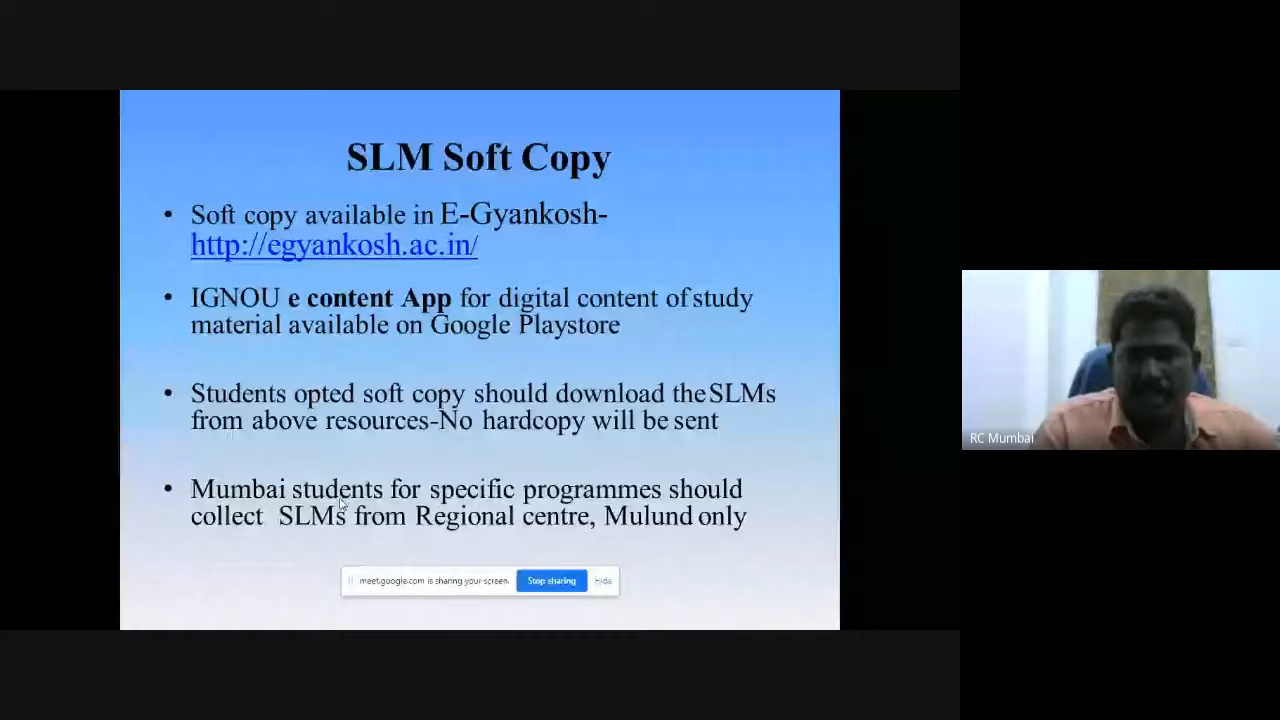 SLM Soft Copy
• Soft copy available in E-Gyankosh-
http://egyankosh.ac.in/
• IGNOU e content App for digital content of study
material available on Google Playstore
• Students opted soft copy should download the SLMs
from above resources-No hardcopy will be sent
• Mumbai students for specific programmes should
collect SLMs from Regional centre, Mulund only
meet.google.com is sharing your screen. Stop sharing Hide
RC Mumbai